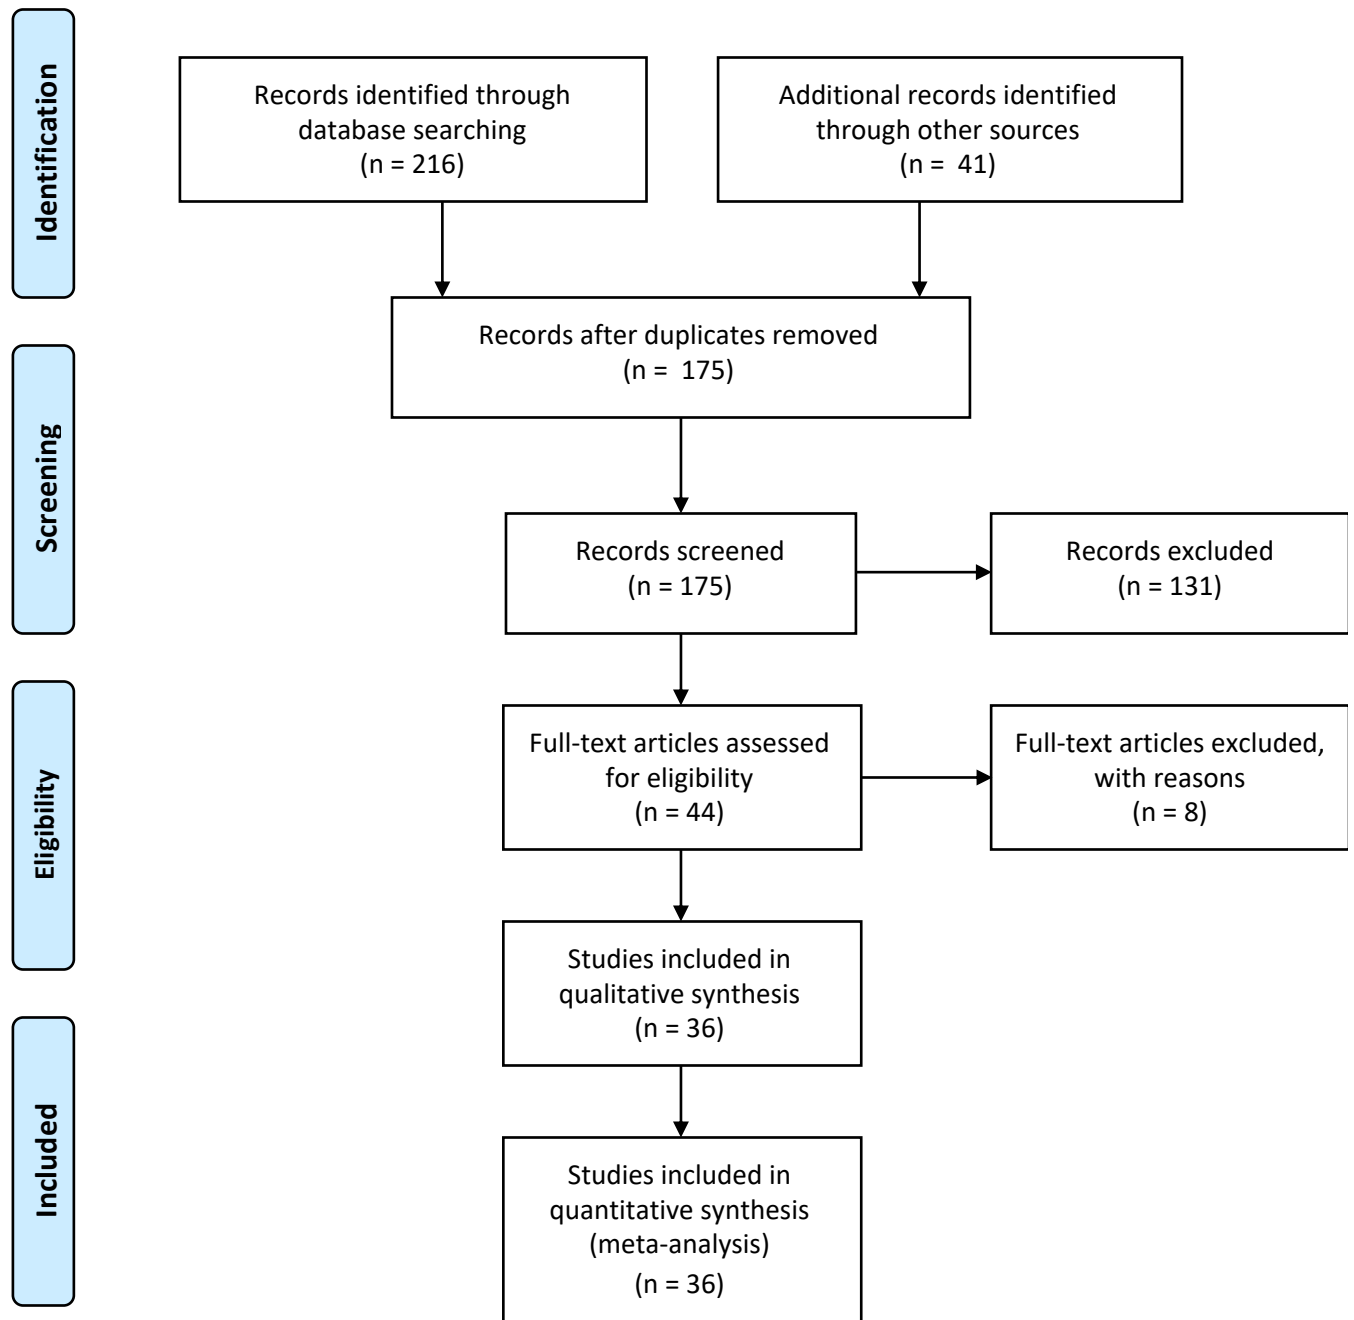 Identification
Records identified through
database searching
(n = 216)
Additional records identified
through other sources
(n =  41)
Records after duplicates removed
(n =  175)
Screening
Records screened
(n = 175)
Records excluded
(n = 131)
Eligibility
Full-text articles assessed
for eligibility
(n = 44)
Full-text articles excluded,
with reasons
(n = 8)
Studies included in
qualitative synthesis
(n = 36)
Included
Studies included in
quantitative synthesis
(meta-analysis)
(n = 36)